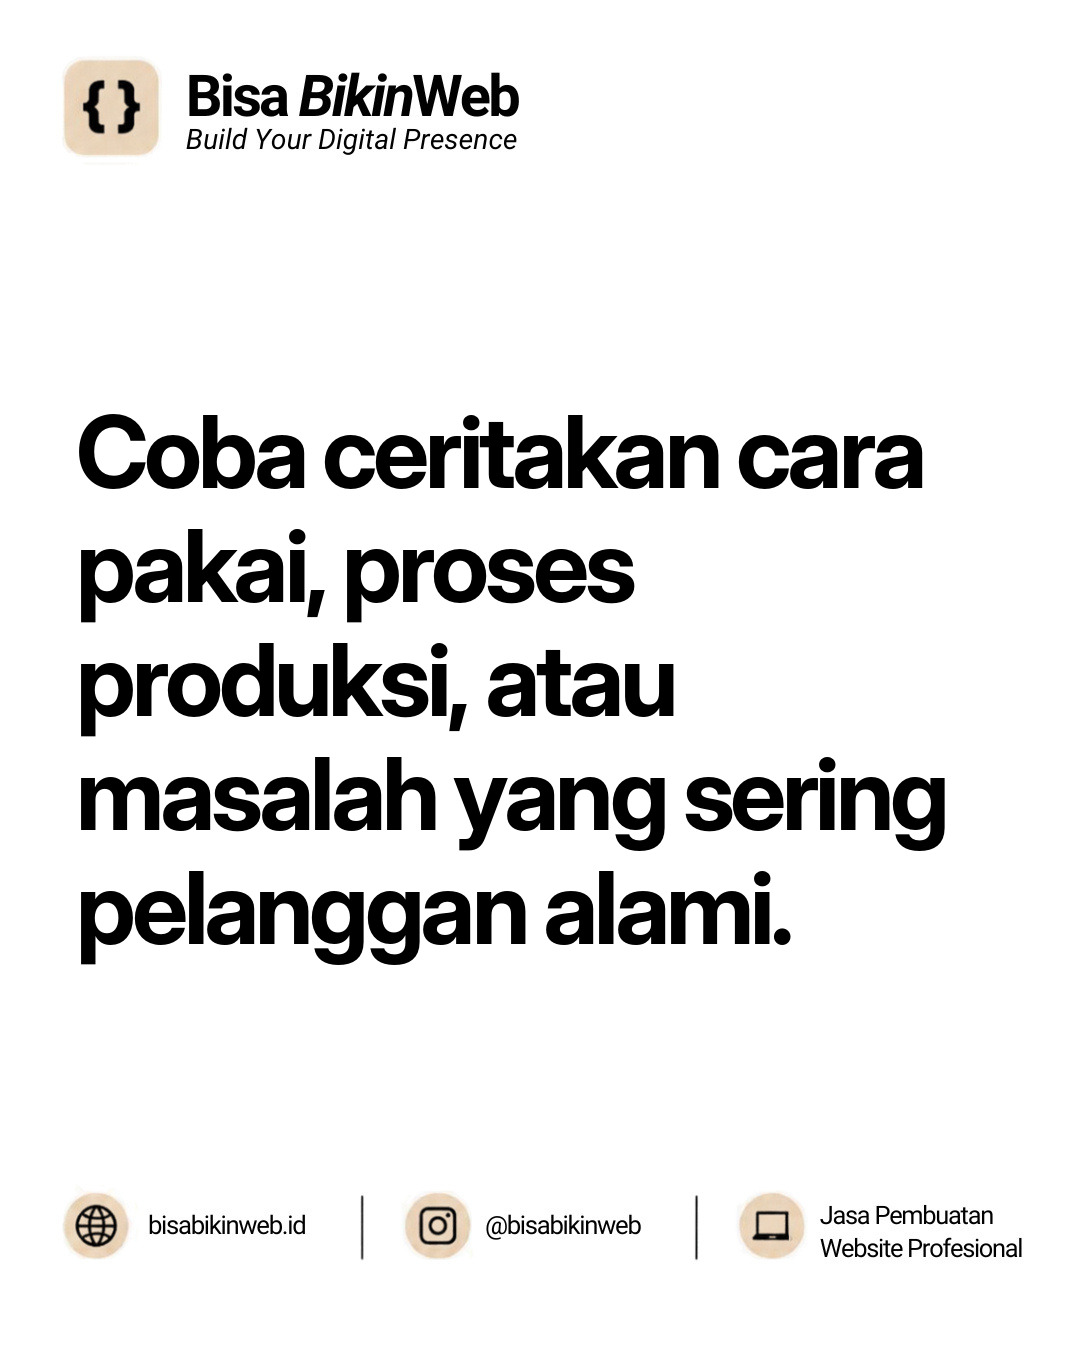 { }
Bisa BikinWeb
Build Your Digital Presence
Coba ceritakan cara
pakai, proses
produksi, atau
masalah yang sering
pelanggan alami.
bisabikinweb.id
@bisabikinweb
Jasa Pembuatan
Website Profesional